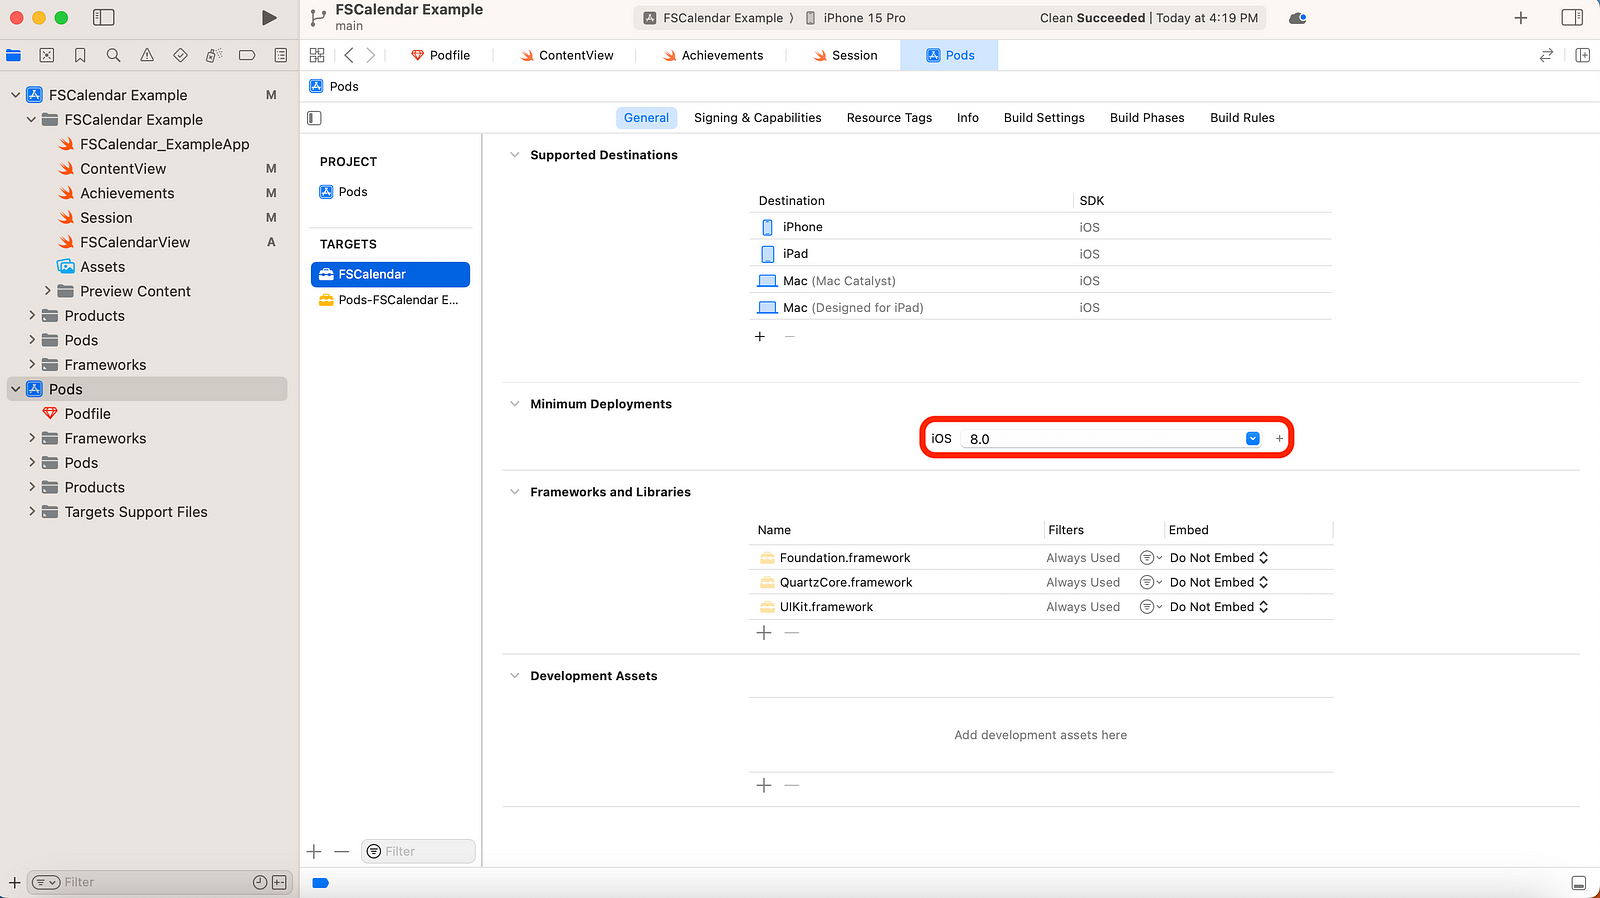 FSCalendar Example
main
FSCalendar Example ⟩ iPhone 15 Pro
Clean Succeeded | Today at 4:19 PM
Podfile
ContentView
Achievements
Session
Pods
Pods
FSCalendar Example M
FSCalendar Example
FSCalendar_ExampleApp
ContentView M
Achievements M
Session M
FSCalendarView A
Assets
Preview Content
Products
Pods
Frameworks
Pods
Podfile
Frameworks
Pods
Products
Targets Support Files
Filter
General
Signing & Capabilities
Resource Tags
Info
Build Settings
Build Phases
Build Rules
PROJECT
Pods
TARGETS
FSCalendar
Pods-FSCalendar E...
Filter
Supported Destinations
Destination SDK
iPhone iOS
iPad iOS
Mac (Mac Catalyst) iOS
Mac (Designed for iPad) iOS
Minimum Deployments
iOS 8.0
Frameworks and Libraries
Name Filters Embed
Foundation.framework Always Used Do Not Embed
QuartzCore.framework Always Used Do Not Embed
UIKit.framework Always Used Do Not Embed
Development Assets
Add development assets here